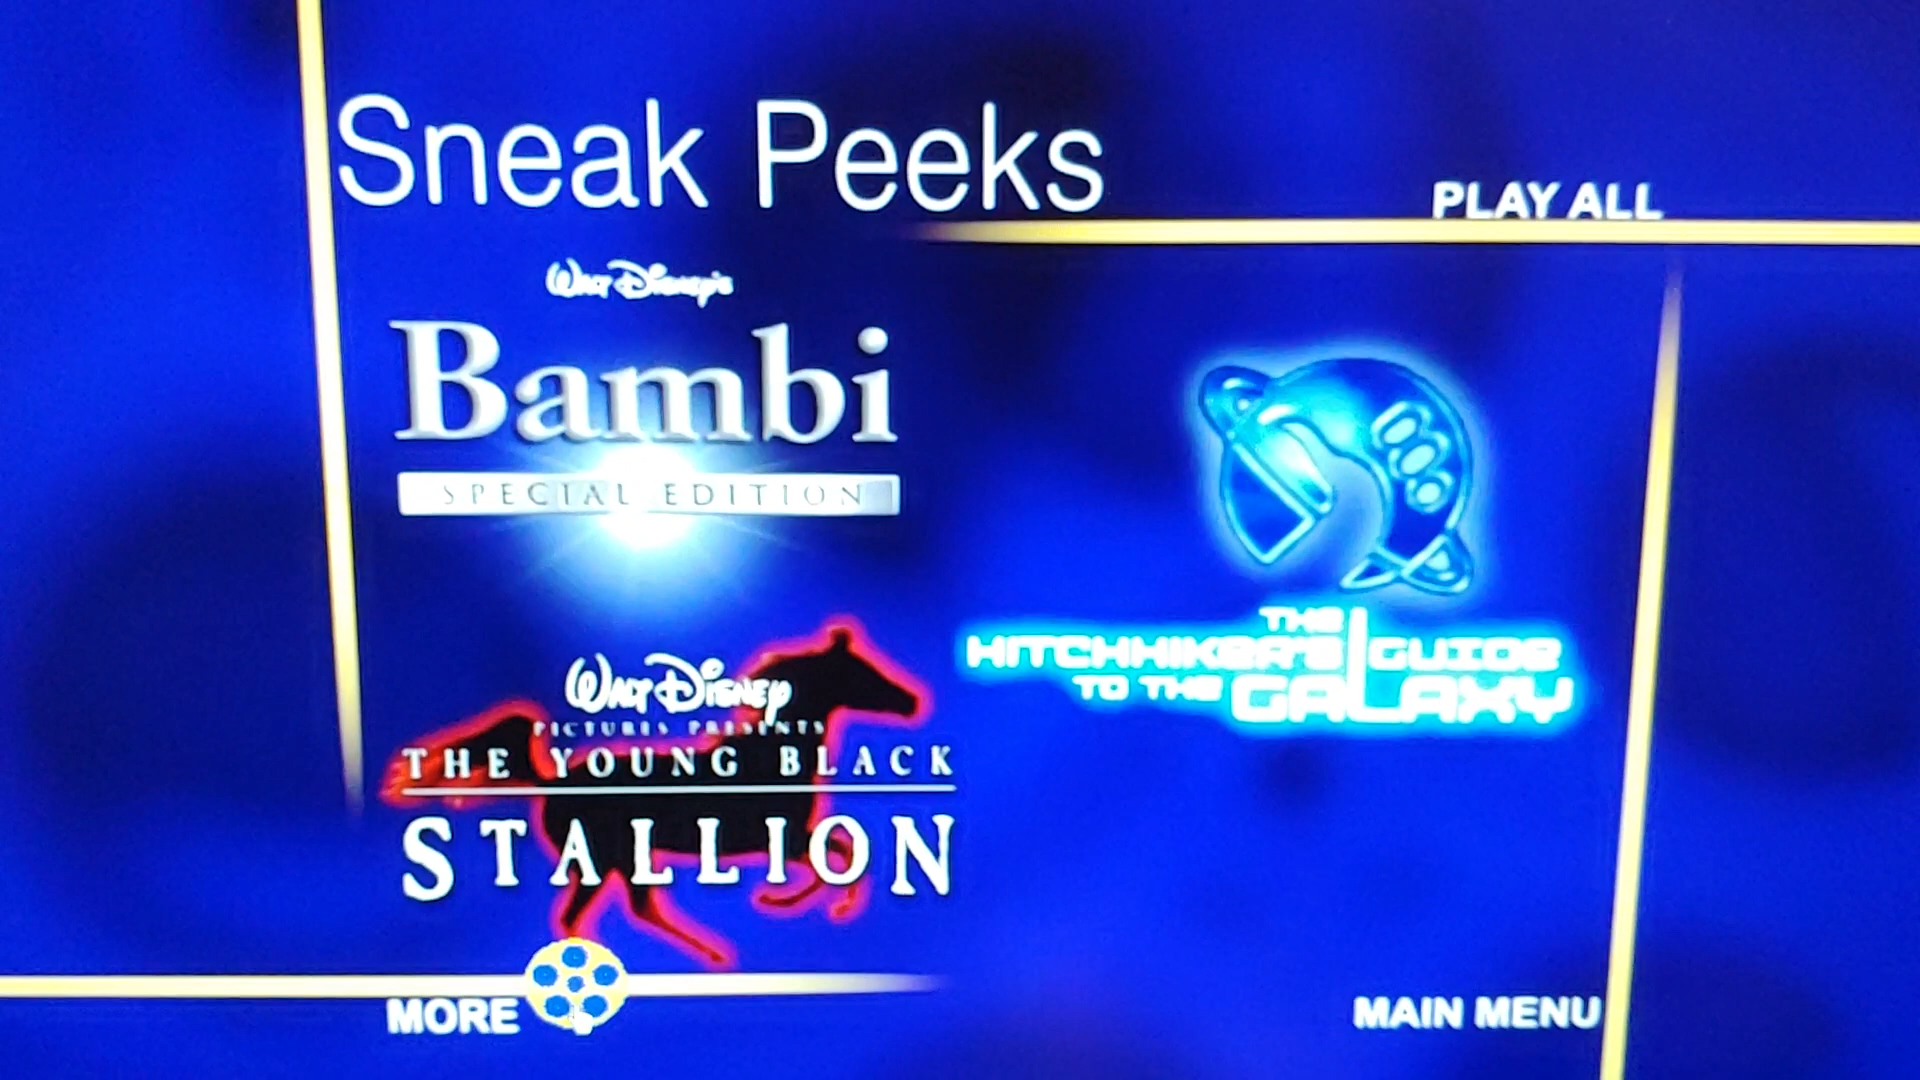 Sneak Peeks
PLAY ALL
WALT DISNEY'S
Bambi
SPECIAL EDITION
THE
HITCHHIKER'S GUIDE
TO THE GALAXY
WALT DISNEY
PICTURES PRESENTS
THE YOUNG BLACK
STALLION
MORE
MAIN MENU